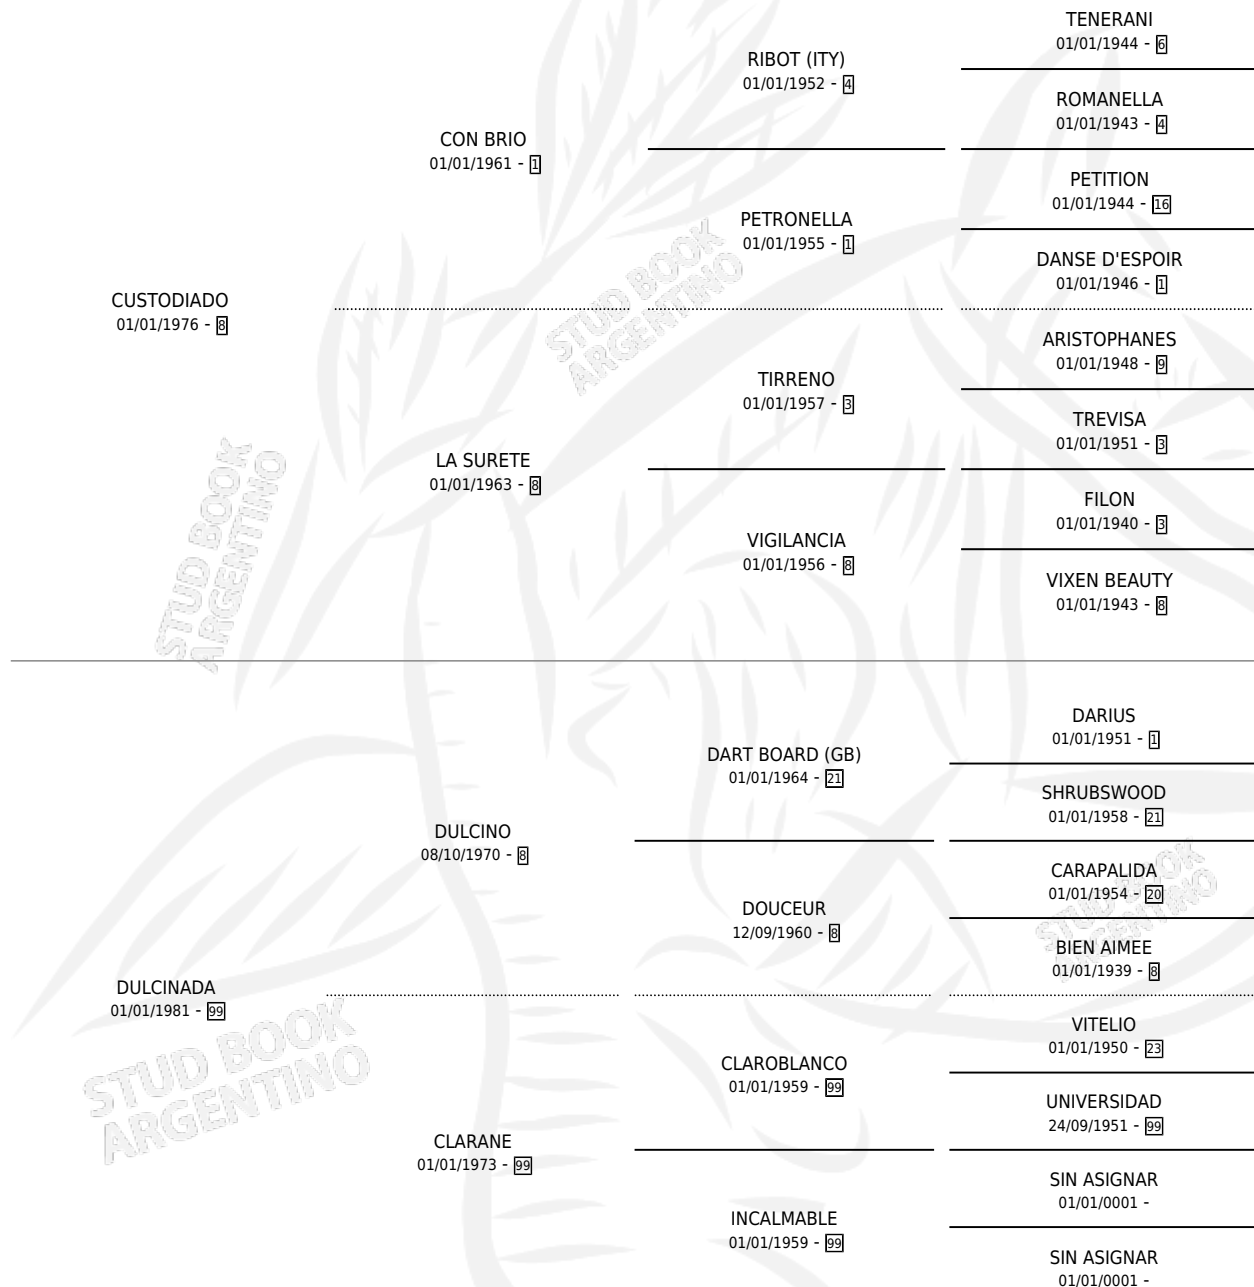 TENERANI
01/01/1944 - 6
RIBOT (ITY)
01/01/1952 - 4
ROMANELLA
01/01/1943 - 4
CON BRIO
01/01/1961 - 1
PETITION
01/01/1944 - 16
PETRONELLA
01/01/1955 - 1
DANSE D'ESPOIR
01/01/1946 - 1
CUSTODIADO
01/01/1976 - 8
STUD BOOK
ARGENTINO
ARISTOPHANES
01/01/1948 - 9
TIRRENO
01/01/1957 - 3
TREVISA
01/01/1951 - 3
LA SURETE
01/01/1963 - 8
FILON
01/01/1940 - 3
VIGILANCIA
01/01/1956 - 8
VIXEN BEAUTY
01/01/1943 - 8
STUD BOOK
ARGENTINO
DARIUS
01/01/1951 - 1
DART BOARD (GB)
01/01/1964 - 21
SHRUBSWOOD
01/01/1958 - 21
DULCINO
08/10/1970 - 8
CARAPALIDA
01/01/1954 - 20
DOUCEUR
12/09/1960 - 8
STUD BOOK
ARGENTINO
BIEN AIMEE
01/01/1939 - 8
DULCINADA
01/01/1981 - 99
VITELIO
01/01/1950 - 23
CLAROBLANCO
01/01/1959 - 99
STUD BOOK
ARGENTINO
UNIVERSIDAD
24/09/1951 - 99
CLARANE
01/01/1973 - 99
SIN ASIGNAR
01/01/0001 -
INCALMABLE
01/01/1959 - 99
SIN ASIGNAR
01/01/0001 -